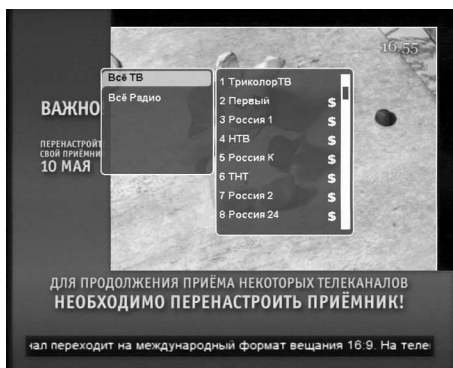 16:55
Всё ТВ
Всё Радио
1 ТриколорТВ
2 Первый $
3 Россия 1 $
4 НТВ $
5 Россия К $
6 ТНТ $
7 Россия 2 $
8 Россия 24 $
ВАЖНО
ПЕРЕНАСТРОЙТ
СВОЙ ПРИЁМНИ
10 МАЯ
ДЛЯ ПРОДОЛЖЕНИЯ ПРИЁМА НЕКОТОРЫХ ТЕЛЕКАНАЛОВ
НЕОБХОДИМО ПЕРЕНАСТРОИТЬ ПРИЁМНИК!
нал переходит на международный формат вещания 16:9. На теле